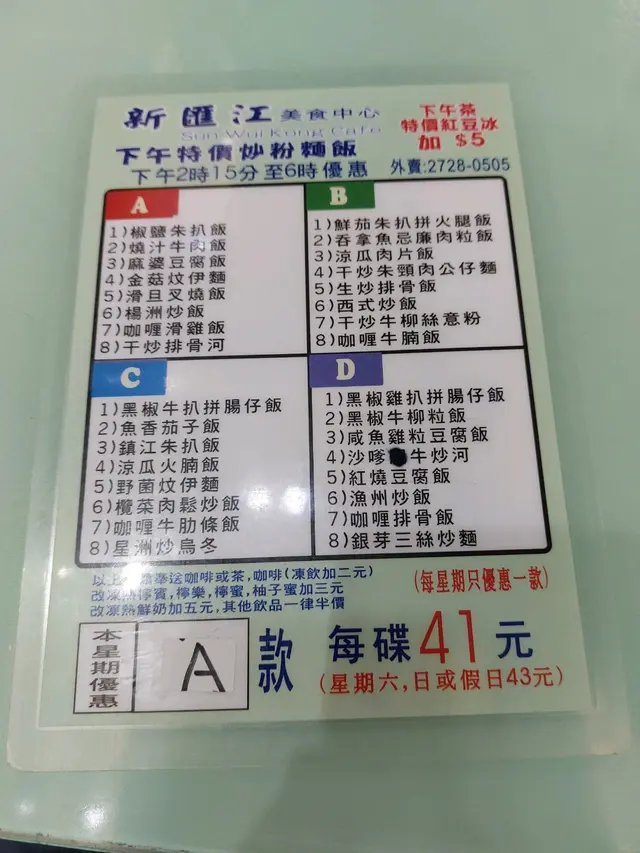 新匯江美食中心
Sun Wui Kong Cafe
下午特價炒粉麵飯
下午2時15分至6時優惠
下午茶
特價紅豆冰
加 $5
外賣:2728-0505
A
1)椒鹽朱扒飯
2)燒汁牛肉飯
3)麻婆豆腐飯
4)金菇炆伊麵
5)滑旦叉燒飯
6)楊洲炒飯
7)咖喱滑雞飯
8)干炒排骨河
B
1)鮮茄朱扒拼火腿飯
2)吞拿魚忌廉肉粒飯
3)涼瓜肉片飯
4)干炒朱頸肉公仔麵
5)生炒排骨飯
6)西式炒飯
7)干炒牛柳絲意粉
8)咖喱牛腩飯
C
1)黑椒牛扒拼腸仔飯
2)魚香茄子飯
3)鎮江朱扒飯
4)涼瓜火腩飯
5)野菌炆伊麵
6)欖菜肉鬆炒飯
7)咖喱牛肋條飯
8)星洲炒烏冬
D
1)黑椒雞扒拼腸仔飯
2)黑椒牛柳粒飯
3)咸魚雞粒豆腐飯
4)沙嗲牛炒河
5)紅燒豆腐飯
6)漁州炒飯
7)咖喱排骨飯
8)銀芽三絲炒麵
以上奉送咖啡或茶,咖啡(凍飲加二元)
改凍熱檸賓,檸樂,檸蜜,柚子蜜加三元
改凍熱鮮奶加五元,其他飲品一律半價
(每星期只優惠一款)
本星期優惠
A
款
每碟41元
(星期六,日或假日43元)